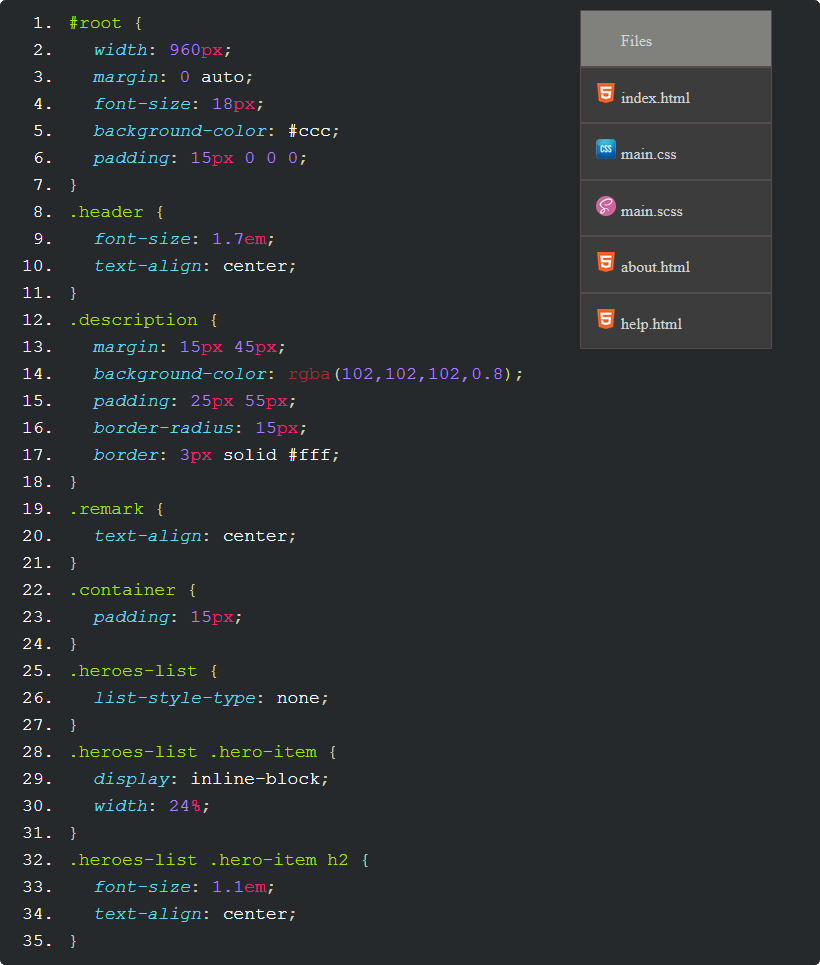 1. #root {
2. width: 960px;
3. margin: 0 auto;
4. font-size: 18px;
5. background-color: #ccc;
6. padding: 15px 0 0 0;
7. }
8. .header {
9. font-size: 1.7em;
10. text-align: center;
11. }
12. .description {
13. margin: 15px 45px;
14. background-color: rgba(102,102,102,0.8);
15. padding: 25px 55px;
16. border-radius: 15px;
17. border: 3px solid #fff;
18. }
19. .remark {
20. text-align: center;
21. }
22. .container {
23. padding: 15px;
24. }
25. .heroes-list {
26. list-style-type: none;
27. }
28. .heroes-list .hero-item {
29. display: inline-block;
30. width: 24%;
31. }
32. .heroes-list .hero-item h2 {
33. font-size: 1.1em;
34. text-align: center;
35. }
Files
5 index.html
CSS main.css
main.scss
5 about.html
5 help.html